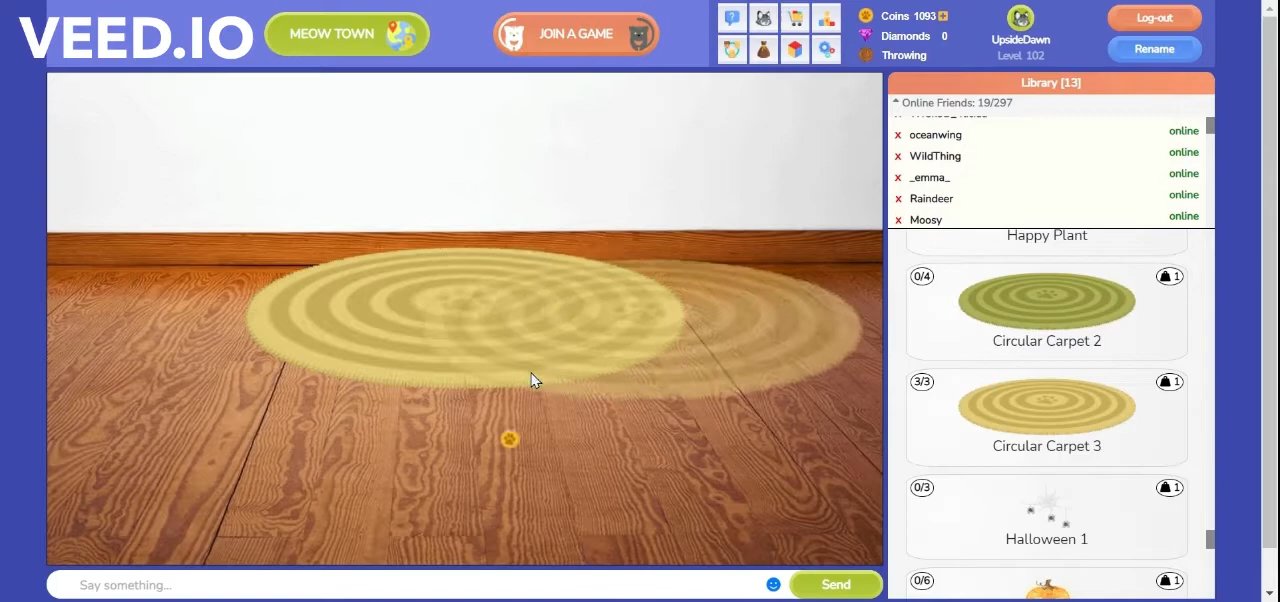 VEED.IO
MEOW TOWN
JOIN A GAME
Coins 1093
Diamonds 0
Throwing
UpsideDawn
Level 102
Log-out
Rename
Library [13]
Online Friends: 19/297
x oceanwing online
x WildThing online
x _emma_ online
x Raindeer online
x Moosy online
Happy Plant
0/4 1
Circular Carpet 2
3/3 1
Circular Carpet 3
0/3 1
Halloween 1
0/6 1
Say something...
Send